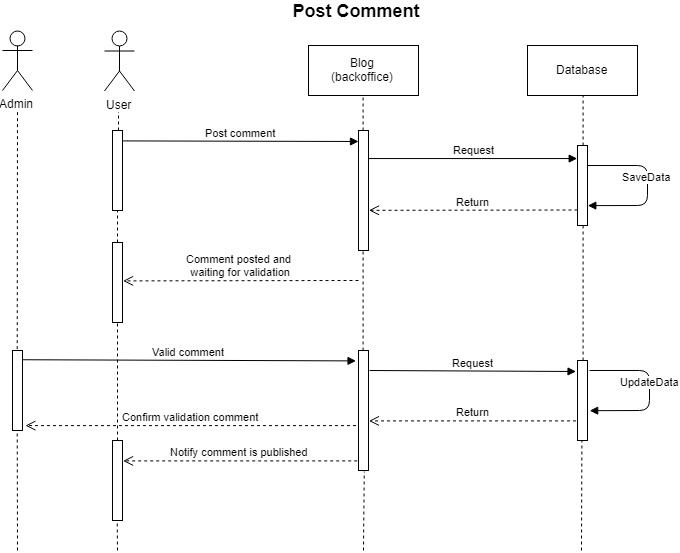 Post Comment
Blog
(backoffice)
Database
Admin
User
Post comment
Request
SaveData
Return
Comment posted and
waiting for validation
Valid comment
Request
UpdateData
Return
Confirm validation comment
Notify comment is published